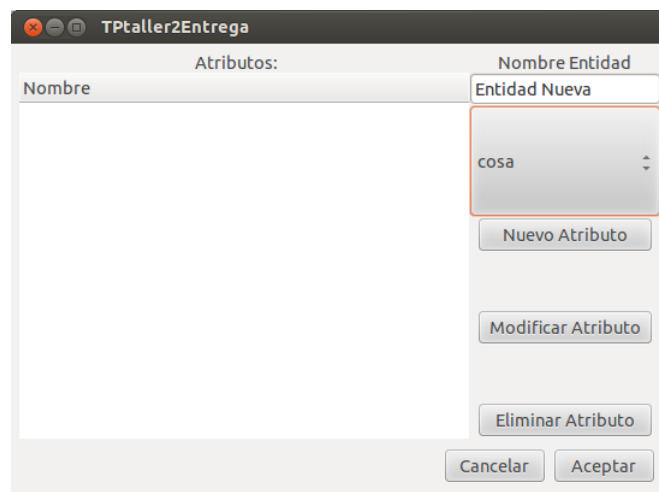 TPtaller2Entrega
Atributos:
Nombre Entidad
Nombre
Entidad Nueva
cosa
Nuevo Atributo
Modificar Atributo
Eliminar Atributo
Cancelar
Aceptar